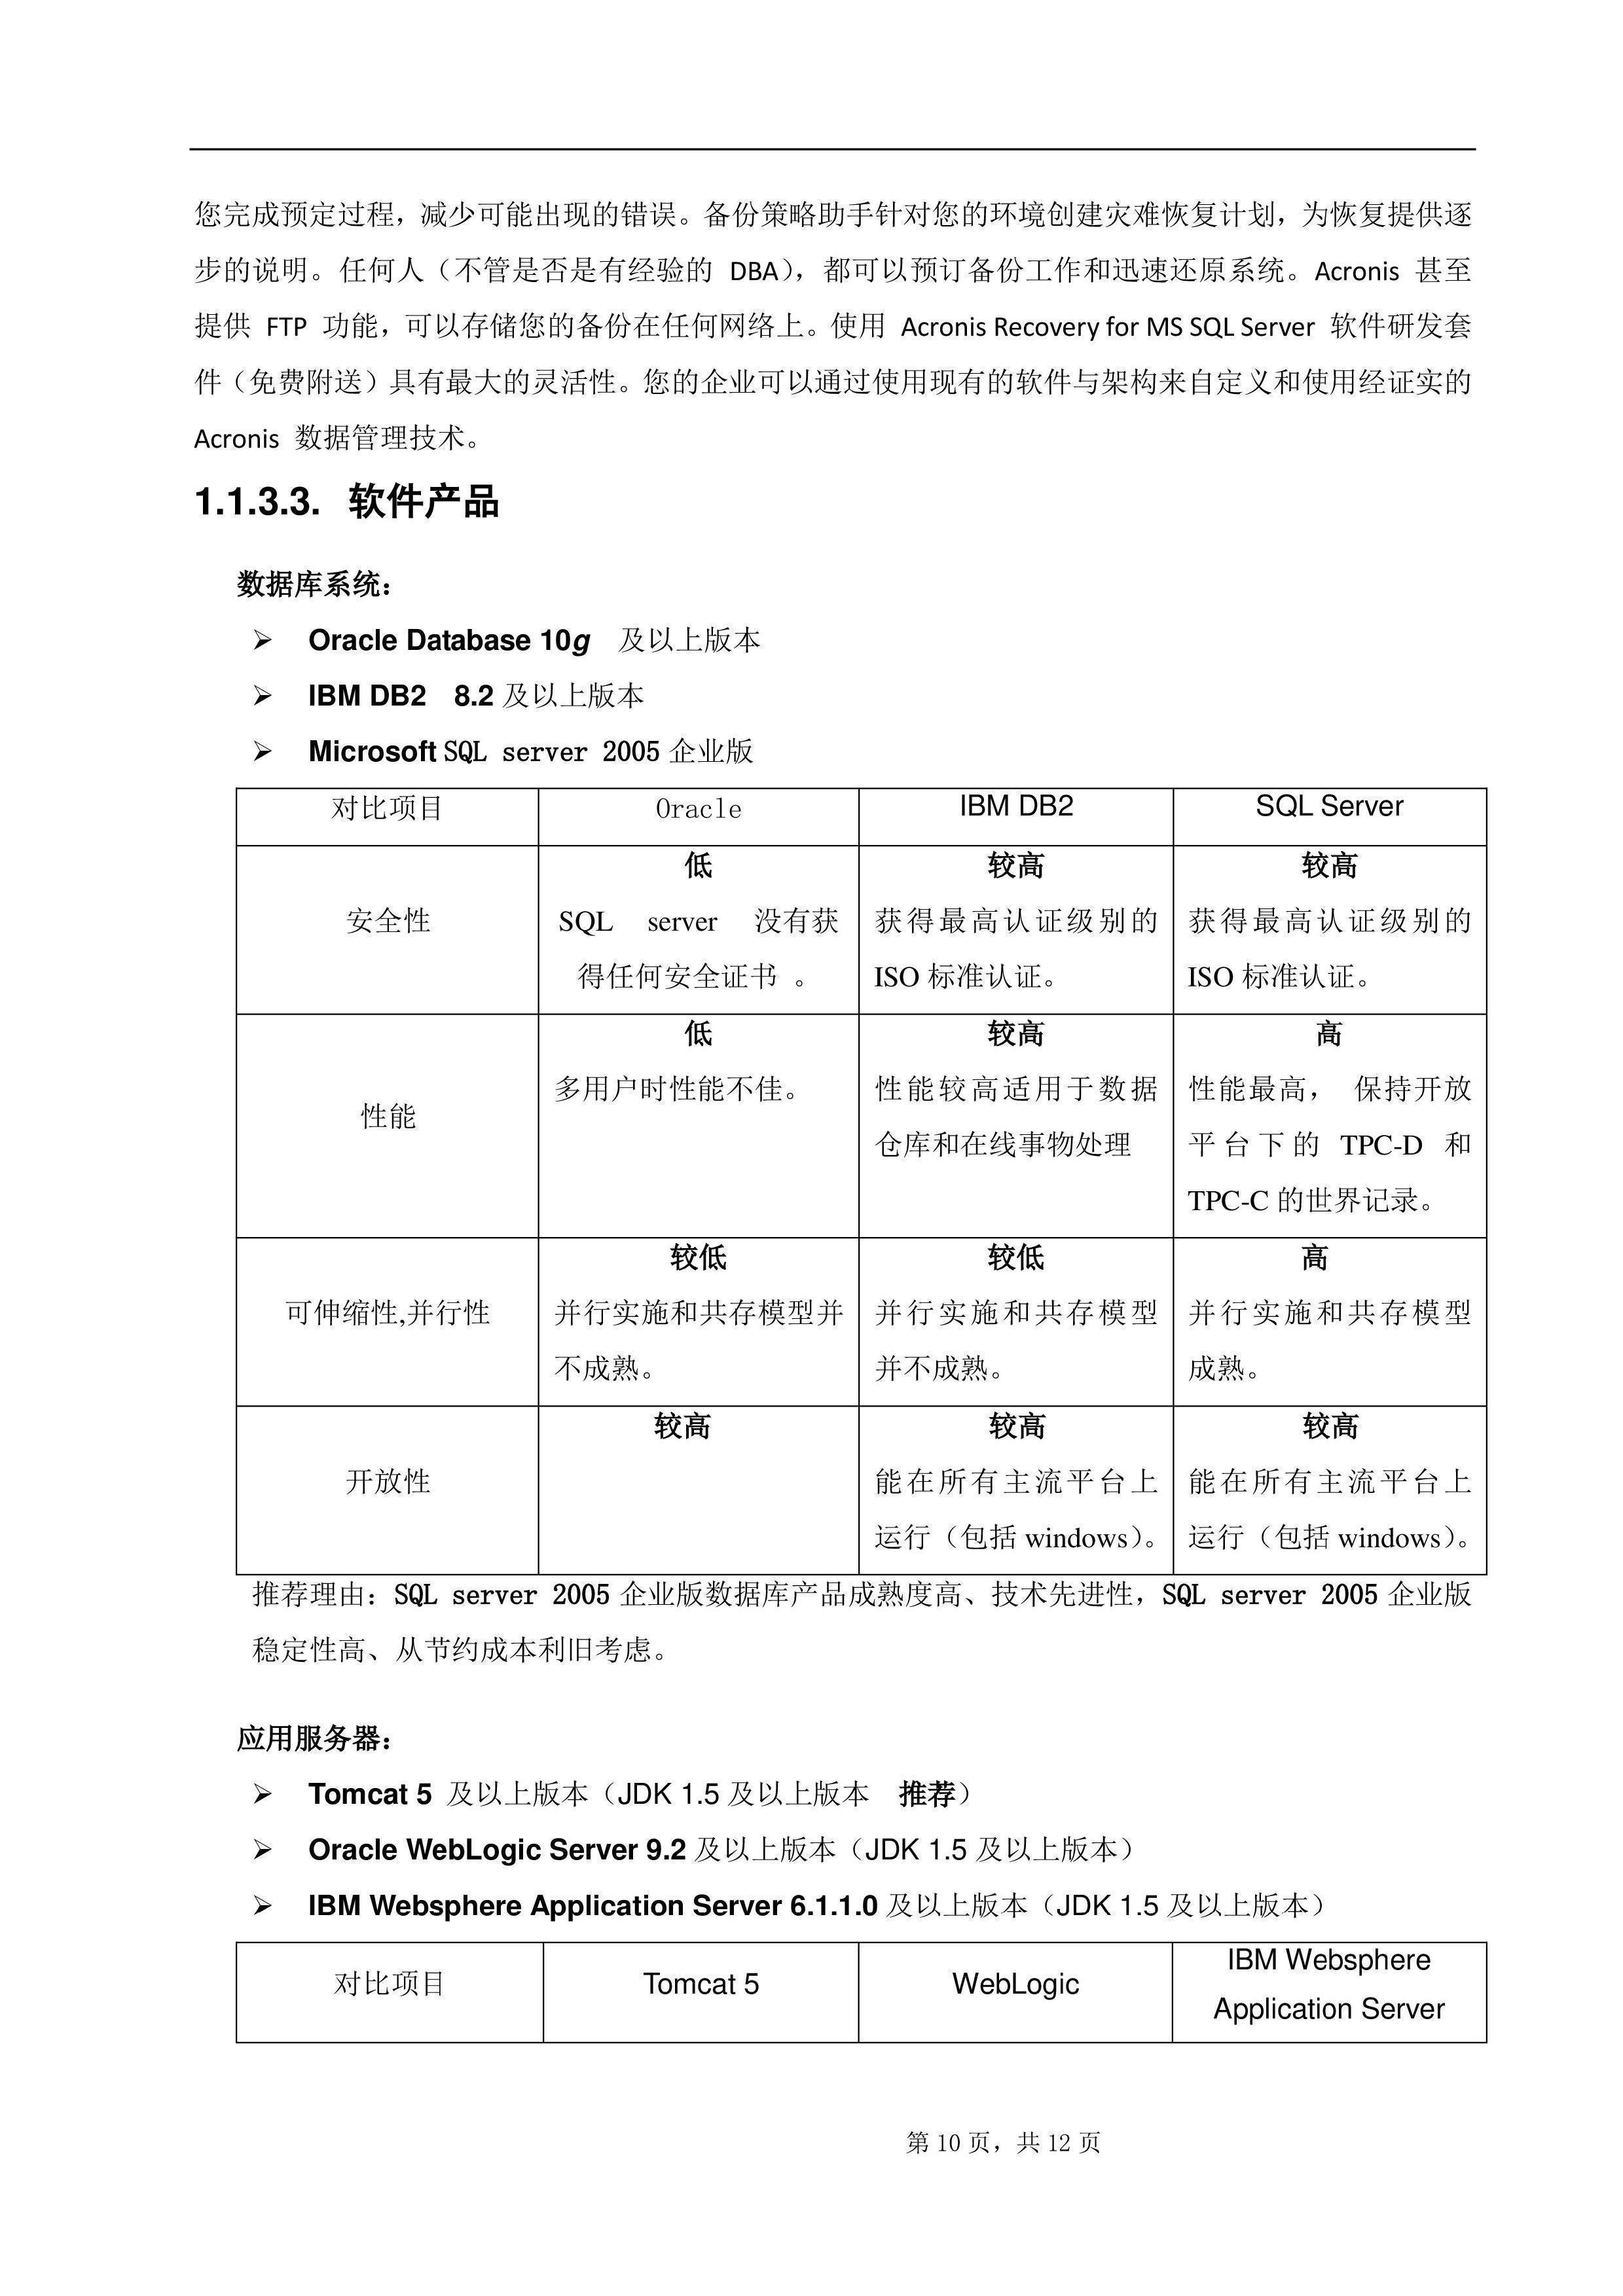 您完成预定过程，减少可能出现的错误。备份策略助手针对您的环境创建灾难恢复计划，为恢复提供逐
步的说明。任何人（不管是否是有经验的 DBA），都可以预订备份工作和迅速还原系统。Acronis 甚至
提供 FTP 功能，可以存储您的备份在任何网络上。使用 Acronis Recovery for MS SQL Server 软件研发套
件（免费附送）具有最大的灵活性。您的企业可以通过使用现有的软件与架构来自定义和使用经证实的
Acronis 数据管理技术。
1.1.3.3. 软件产品
数据库系统：
➢ Oracle Database 10g 及以上版本
➢ IBM DB2 8.2 及以上版本
➢ Microsoft SQL server 2005 企业版
对比项目 Oracle IBM DB2 SQL Server
安全性
低
SQL server 没有获
得任何安全证书 。
较高
获得最高认证级别的
ISO 标准认证。
较高
获得最高认证级别的
ISO 标准认证。
性能
低
多用户时性能不佳。
较高
性能较高适用于数据
仓库和在线事物处理
高
性能最高， 保持开放
平台下的 TPC-D 和
TPC-C 的世界记录。
可伸缩性,并行性
较低
并行实施和共存模型并
不成熟。
较低
并行实施和共存模型
并不成熟。
高
并行实施和共存模型
成熟。
开放性
较高
较高
能在所有主流平台上
运行（包括 windows）。
较高
能在所有主流平台上
运行（包括 windows）。
推荐理由：SQL server 2005 企业版数据库产品成熟度高、技术先进性，SQL server 2005 企业版
稳定性高、从节约成本利旧考虑。
应用服务器：
➢ Tomcat 5 及以上版本（JDK 1.5 及以上版本 推荐）
➢ Oracle WebLogic Server 9.2 及以上版本（JDK 1.5 及以上版本）
➢ IBM Websphere Application Server 6.1.1.0 及以上版本（JDK 1.5 及以上版本）
对比项目 Tomcat 5 WebLogic
IBM Websphere
Application Server
第 10 页，共 12 页